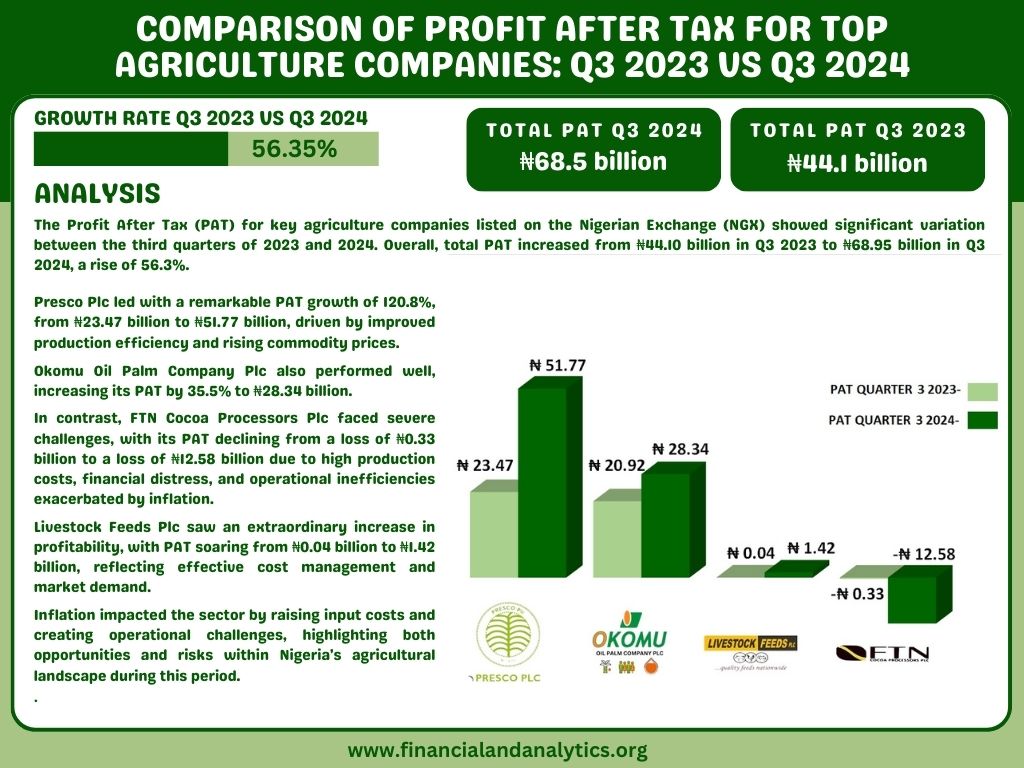 COMPARISON OF PROFIT AFTER TAX FOR TOP
AGRICULTURE COMPANIES: Q3 2023 VS Q3 2024
GROWTH RATE Q3 2023 VS Q3 2024
56.35%
TOTAL PAT Q3 2024
₦68.5 billion
TOTAL PAT Q3 2023
₦44.1 billion
ANALYSIS
The Profit After Tax (PAT) for key agriculture companies listed on the Nigerian Exchange (NGX) showed significant variation
between the third quarters of 2023 and 2024. Overall, total PAT increased from ₦44.10 billion in Q3 2023 to ₦68.95 billion in Q3
2024, a rise of 56.3%.
Presco Plc led with a remarkable PAT growth of 120.8%,
from ₦23.47 billion to ₦51.77 billion, driven by improved
production efficiency and rising commodity prices.
Okomu Oil Palm Company Plc also performed well,
increasing its PAT by 35.5% to ₦28.34 billion.
In contrast, FTN Cocoa Processors Plc faced severe
challenges, with its PAT declining from a loss of ₦0.33
billion to a loss of ₦12.58 billion due to high production
costs, financial distress, and operational inefficiencies
exacerbated by inflation.
Livestock Feeds Plc saw an extraordinary increase in
profitability, with PAT soaring from ₦0.04 billion to ₦1.42
billion, reflecting effective cost management and
market demand.
Inflation impacted the sector by raising input costs and
creating operational challenges, highlighting both
opportunities and risks within Nigeria's agricultural
landscape during this period.
.
PAT QUARTER 3 2023-
PAT QUARTER 3 2024-
₦ 51.77
₦ 23.47
₦ 20.92
₦ 28.34
₦ 0.04
₦ 1.42
-₦ 12.58
-₦ 0.33
PRESCO PLC
PRESCO PLC
OKOMU
OIL PALM COMPANY PLC
LIVESTOCK FEEDS PLC
...quality feeds nationwide
FTN
COCOA PROCESSORS PLC
www.financialandanalytics.org